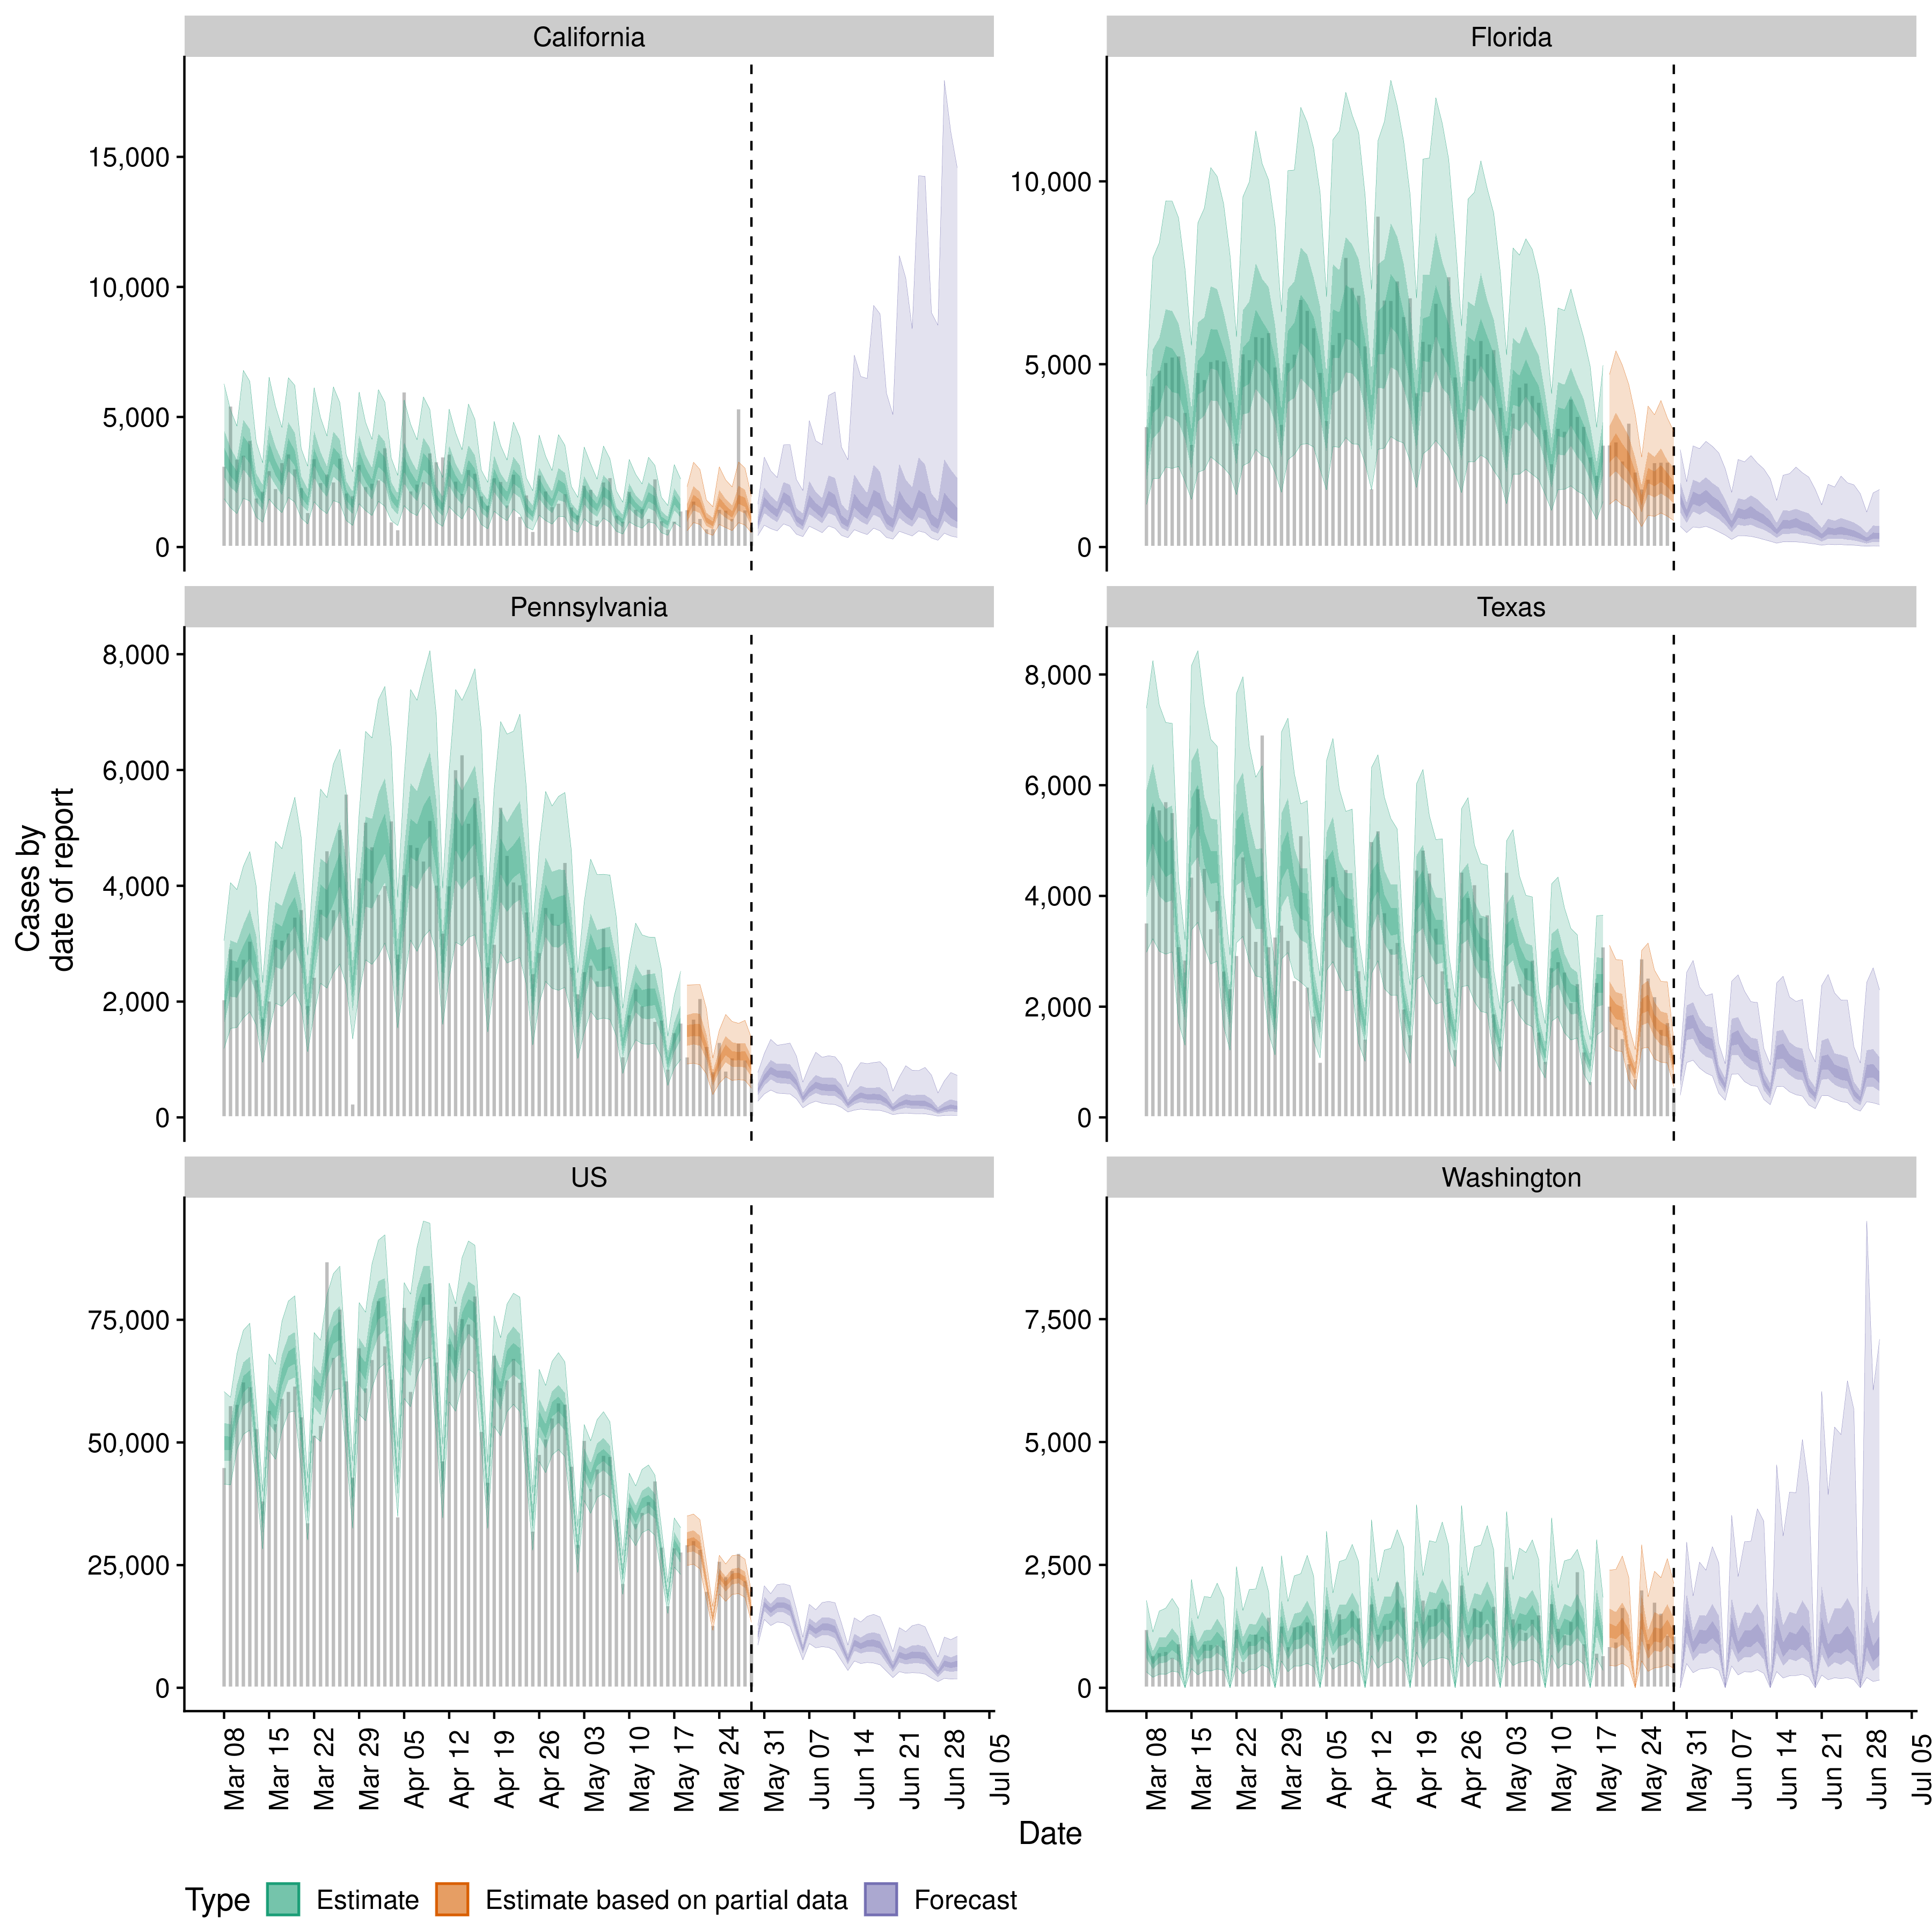 California
Florida
15,000
10,000
5,000
0
10,000
5,000
0
Pennsylvania
Texas
8,000
6,000
4,000
2,000
0
8,000
6,000
4,000
2,000
0
US
Washington
75,000
50,000
25,000
0
7,500
5,000
2,500
0
Cases by
date of report
Mar 08
Mar 15
Mar 22
Mar 29
Apr 05
Apr 12
Apr 19
Apr 26
May 03
May 10
May 17
May 24
May 31
Jun 07
Jun 14
Jun 21
Jun 28
Jul 05
Mar 08
Mar 15
Mar 22
Mar 29
Apr 05
Apr 12
Apr 19
Apr 26
May 03
May 10
May 17
May 24
May 31
Jun 07
Jun 14
Jun 21
Jun 28
Jul 05
Date
Type Estimate Estimate based on partial data Forecast